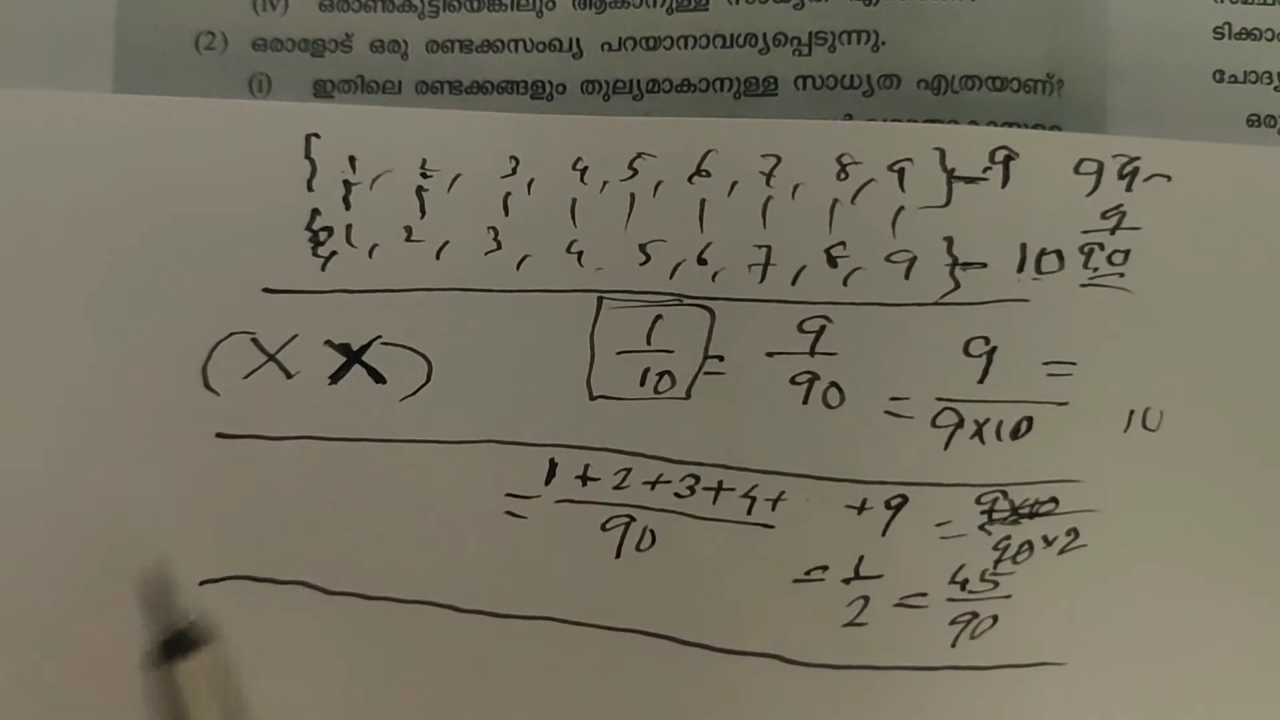 (2) ഒരാളോട് ഒരു രണ്ടക്കസംഖ്യ പറയാനാവശ്യപ്പെടുന്നു.
ടിക്കാം
(i) ഇതിലെ രണ്ടക്കങ്ങളും തുല്യമാകാനുള്ള സാധ്യത എത്രയാണ്?
ചോദ്യ
ഒരു
{ 1, 2, 3, 4, 5, 6, 7, 8, 9 } - 9
{ 0, 1, 2, 3, 4, 5, 6, 7, 8, 9 } - 10
9/90
(X X)
1/10 = 9/90 = 9/(9×10) =
10
= (1+2+3+4+ +9)/90 =
90×2
= 1/2 = 45/90